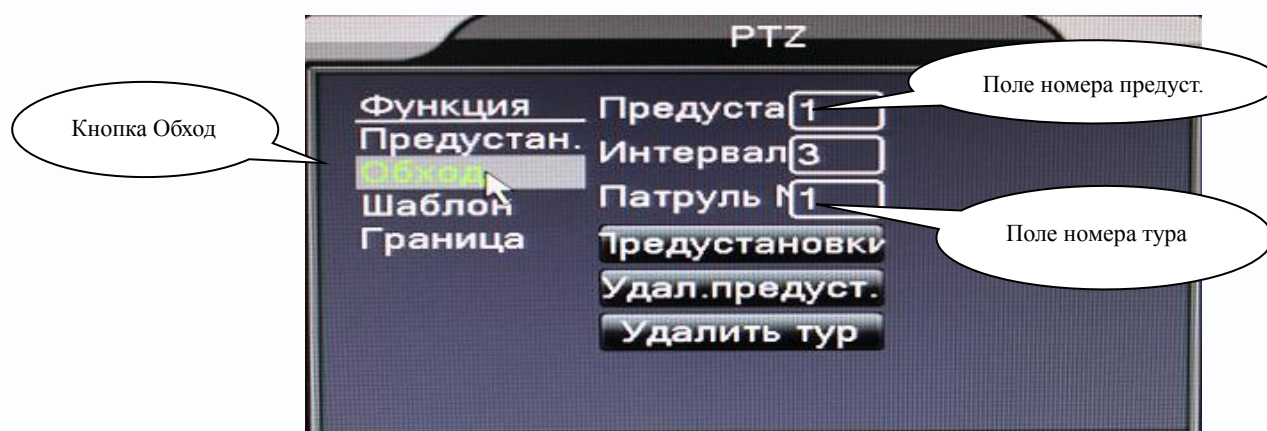 PTZ
Поле номера предуст.
Кнопка Обход
Функция
Предустан.
Обход
Шаблон
Граница
Предуста 1
Интервал 3
Патруль 1
Поле номера тура
Предустановки
Удал.предуст.
Удалить тур